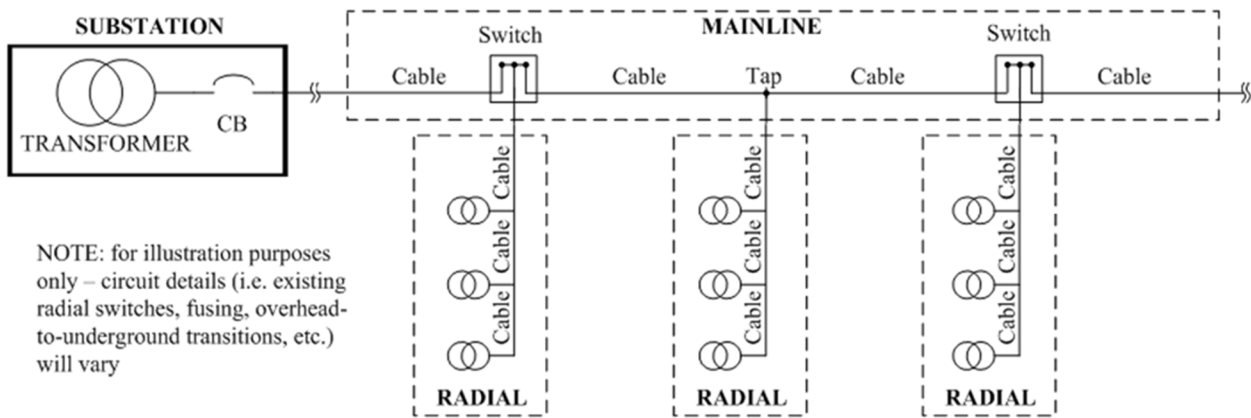 SUBSTATION
TRANSFORMER
CB
MAINLINE
Cable
Switch
Cable
Tap
Cable
Switch
Cable
Cable
Cable
Cable
RADIAL
Cable
Cable
Cable
RADIAL
Cable
Cable
Cable
RADIAL
NOTE: for illustration purposes
only – circuit details (i.e. existing
radial switches, fusing, overhead-
to-underground transitions, etc.)
will vary